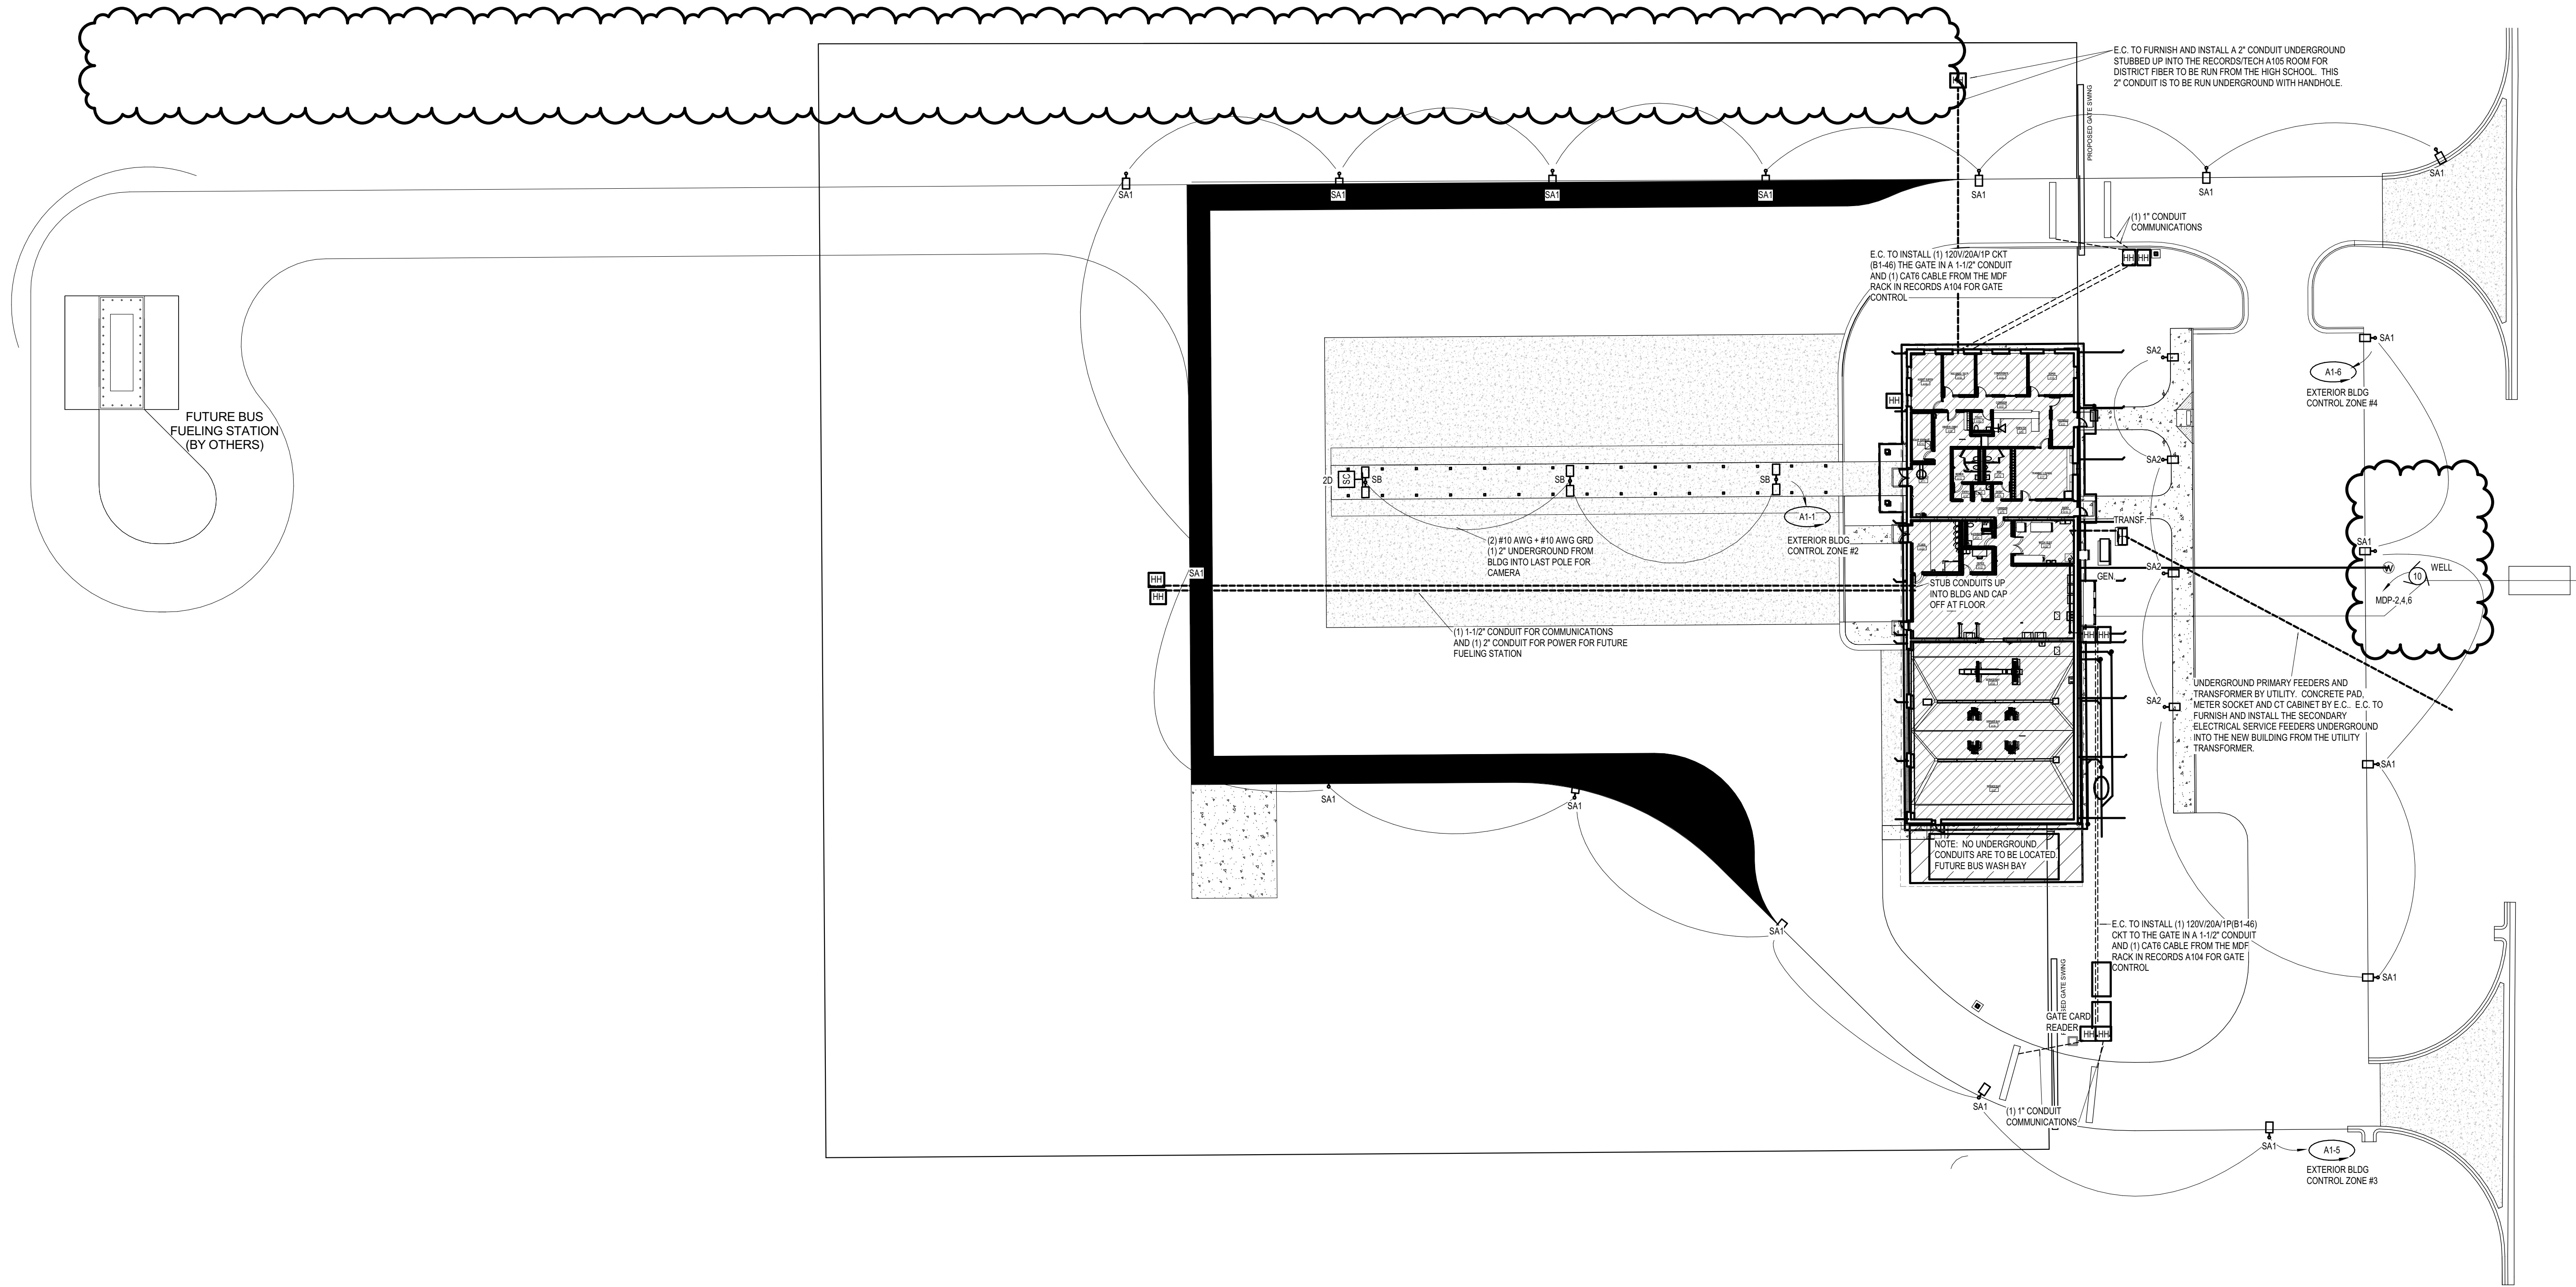 E.C. TO FURNISH AND INSTALL A 2" CONDUIT UNDERGROUND
STUBBED UP INTO THE RECORDS/TECH A105 ROOM FOR
DISTRICT FIBER TO BE RUN FROM THE HIGH SCHOOL.  THIS
2" CONDUIT IS TO BE RUN UNDERGROUND WITH HANDHOLE.
HH
PROPOSED GATE SWING
SA1
SA1
SA1
SA1
SA1
SA1
SA1
(1) 1" CONDUIT
COMMUNICATIONS
HH HH
E.C. TO INSTALL (1) 120V/20A/1P CKT
(B1-46) THE GATE IN A 1-1/2" CONDUIT
AND (1) CAT6 CABLE FROM THE MDF
RACK IN RECORDS A104 FOR GATE
CONTROL
SA2
SA1
A1-6
EXTERIOR BLDG
CONTROL ZONE #4
HH
FUTURE BUS
FUELING STATION
(BY OTHERS)
2D
SC
SB
SB
SB
SA2
A1-1
EXTERIOR BLDG
CONTROL ZONE #2
(2) #10 AWG + #10 AWG GRD
(1) 2" UNDERGROUND FROM
BLDG INTO LAST POLE FOR
CAMERA
TRANSF.
SA1
W
10
WELL
MDP-2,4,6
SA1
HH
HH
SA2
GEN.
STUB CONDUITS UP
INTO BLDG AND CAP
OFF AT FLOOR
(1) 1-1/2" CONDUIT FOR COMMUNICATIONS
AND (1) 2" CONDUIT FOR POWER FOR FUTURE
FUELING STATION
HH HH
UNDERGROUND PRIMARY FEEDERS AND
TRANSFORMER BY UTILITY.  CONCRETE PAD,
METER SOCKET AND CT CABINET BY E.C..  E.C. TO
FURNISH AND INSTALL THE SECONDARY
ELECTRICAL SERVICE FEEDERS UNDERGROUND
INTO THE NEW BUILDING FROM THE UTILITY
TRANSFORMER.
SA2
SA1
SA1
SA1
NOTE:  NO UNDERGROUND
CONDUITS ARE TO BE LOCATED.
FUTURE BUS WASH BAY
SA1
E.C. TO INSTALL (1) 120V/20A/1P(B1-46)
CKT TO THE GATE IN A 1-1/2" CONDUIT
AND (1) CAT6 CABLE FROM THE MDF
RACK IN RECORDS A104 FOR GATE
CONTROL
SA1
SED GATE SWING
GATE CARD
READER
HH HH
SA1
(1) 1" CONDUIT
COMMUNICATIONS
SA1
A1-5
EXTERIOR BLDG
CONTROL ZONE #3